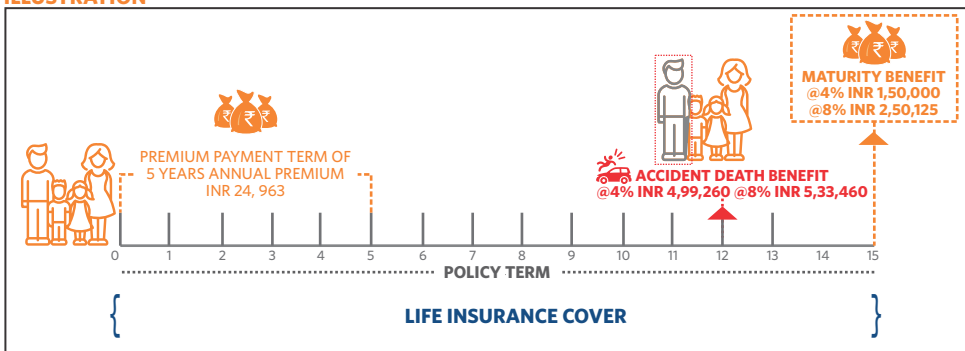 ILLUSTRATION
₹ ₹ ₹
MATURITY BENEFIT
@4% INR 1,50,000
@8% INR 2,50,125
₹ ₹ ₹
PREMIUM PAYMENT TERM OF
5 YEARS ANNUAL PREMIUM
INR 24, 963
ACCIDENT DEATH BENEFIT
@4% INR 4,99,260 @8% INR 5,33,460
0 1 2 3 4 5 6 7 8 9 10 11 12 13 14 15
POLICY TERM
LIFE INSURANCE COVER